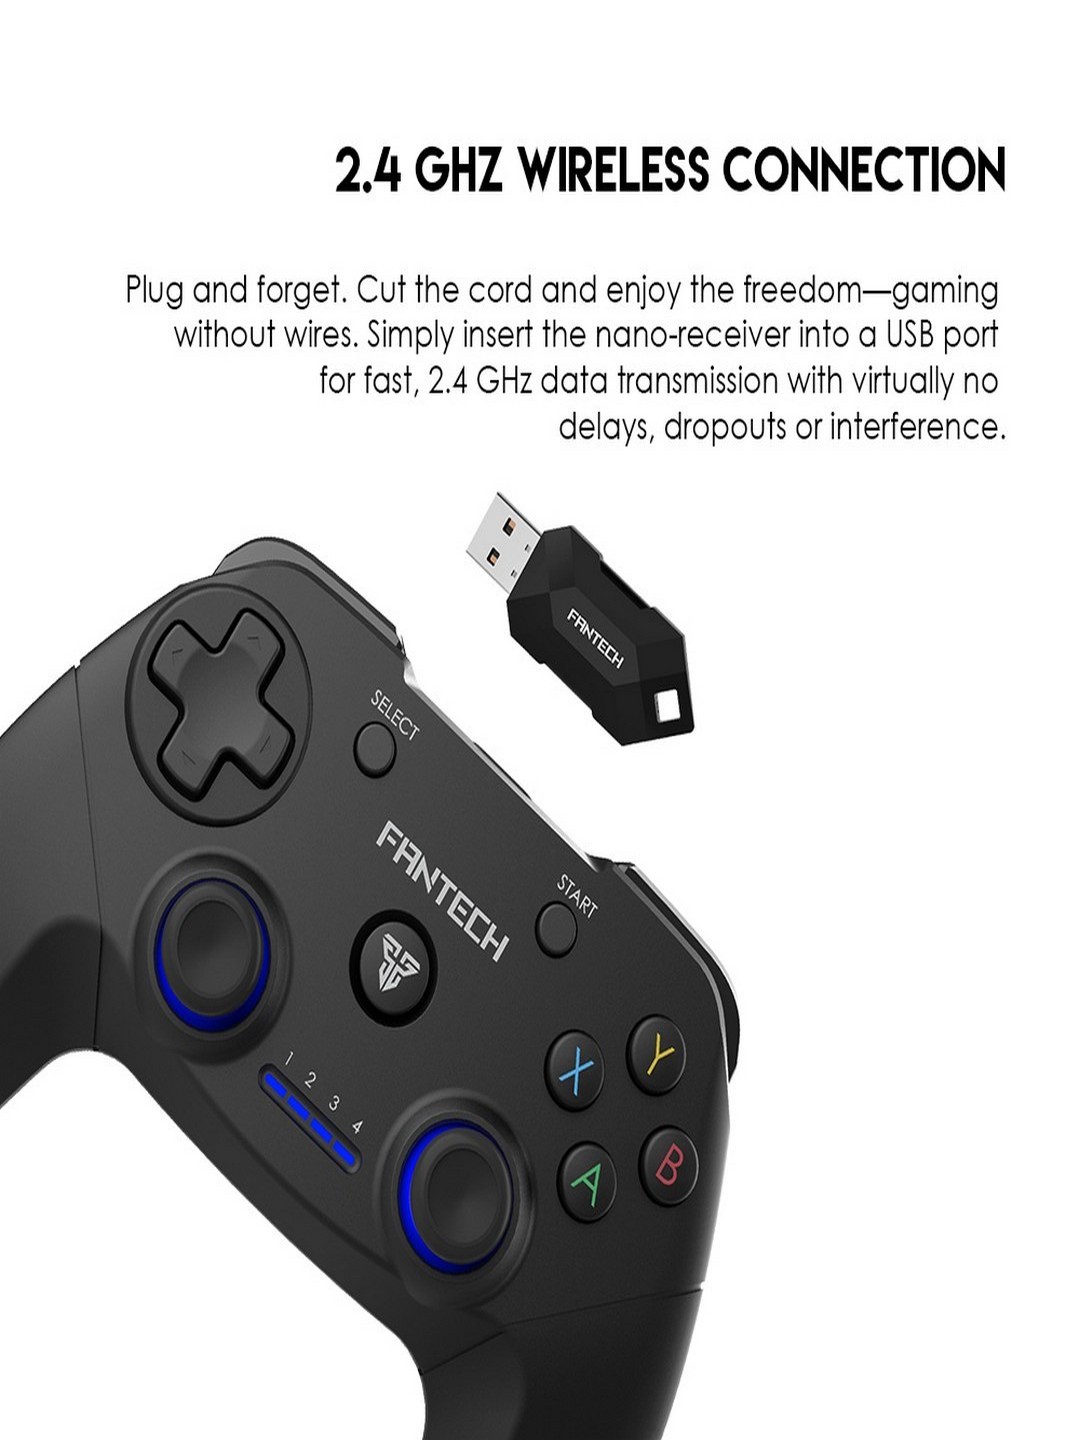 2.4 GHZ WIRELESS CONNECTION
Plug and forget. Cut the cord and enjoy the freedom—gaming
without wires. Simply insert the nano-receiver into a USB port
for fast, 2.4 GHz data transmission with virtually no
delays, dropouts or interference.
FANTECH
SELECT
FANTECH
START
1 2 3 4
X
Y
A
B